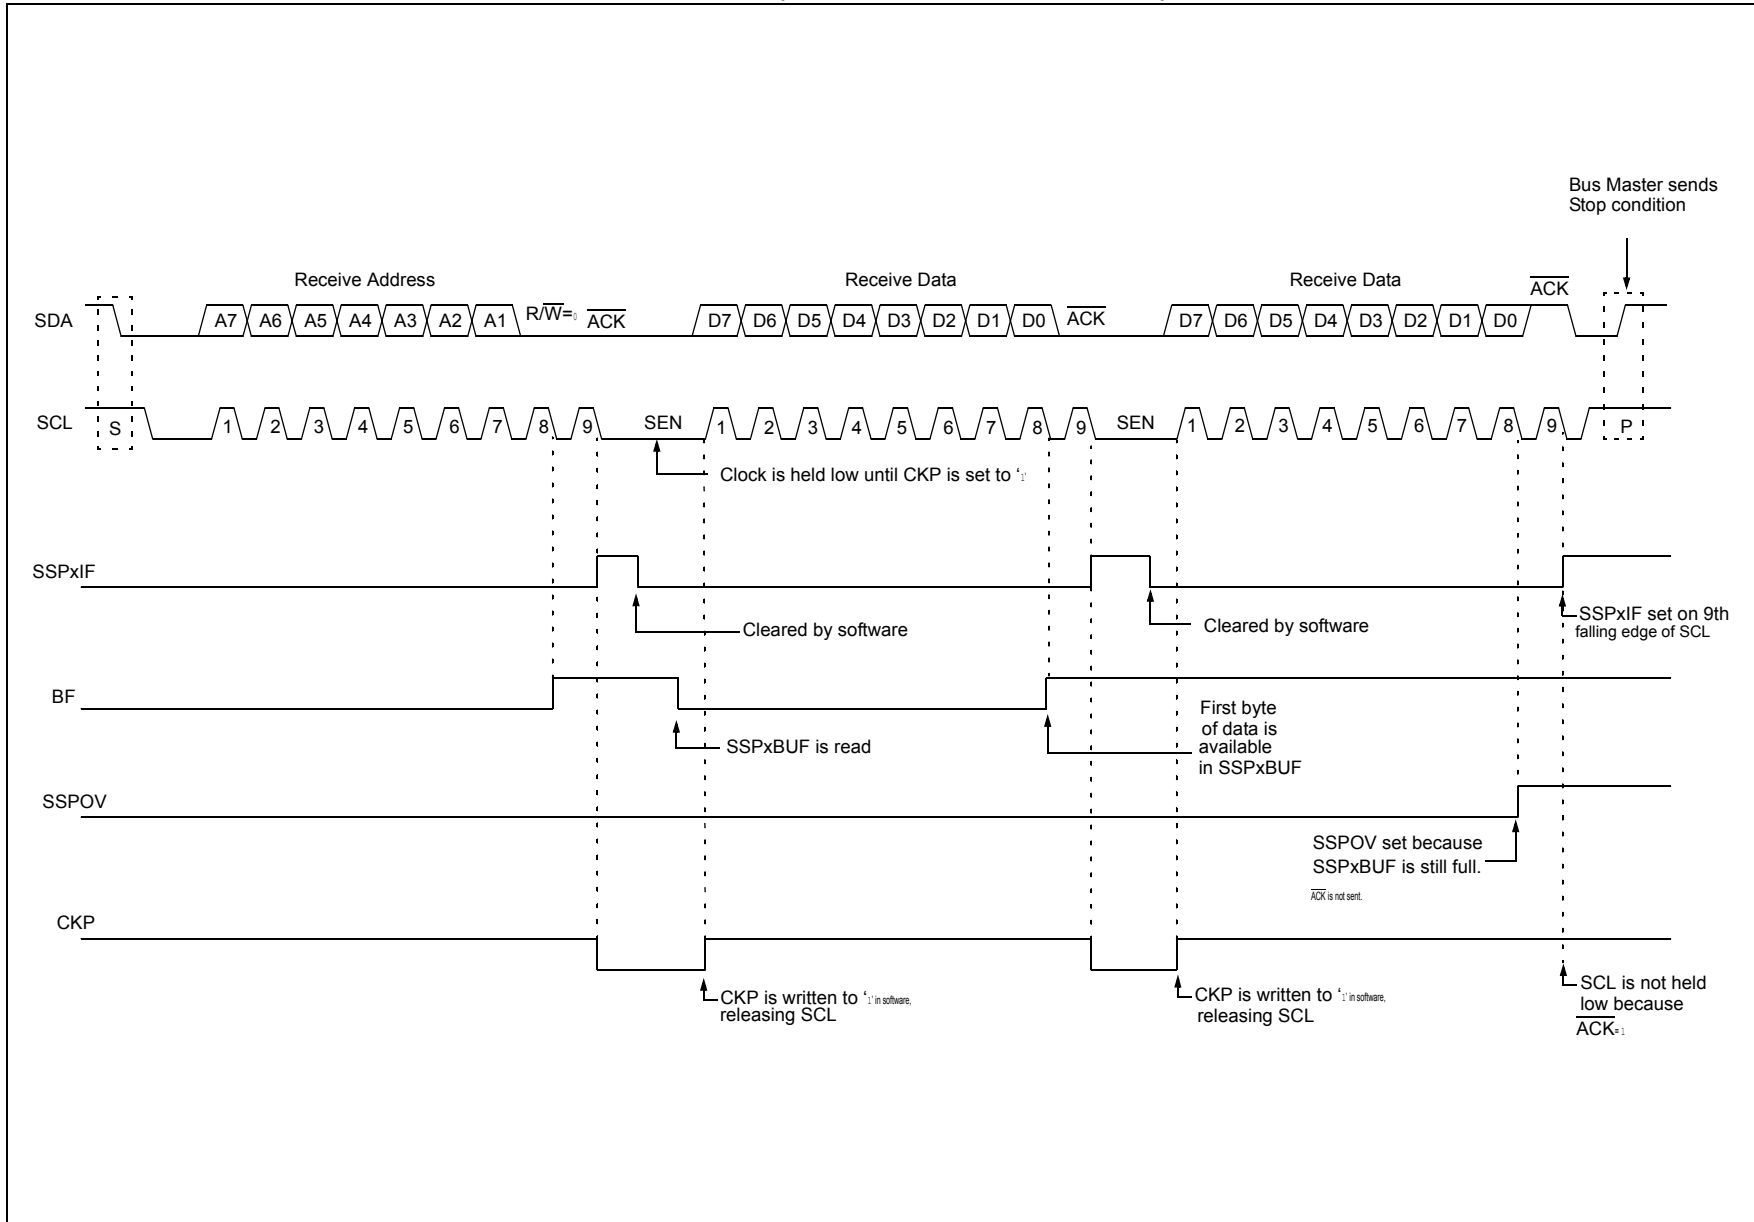 Bus Master sends
Stop condition
Receive Address
Receive Data
Receive Data
ACK
SDA
A7 A6 A5 A4 A3 A2 A1 R/W=0 ACK
D7 D6 D5 D4 D3 D2 D1 D0 ACK
D7 D6 D5 D4 D3 D2 D1 D0
SCL
S 1 2 3 4 5 6 7 8 9 SEN 1 2 3 4 5 6 7 8 9 SEN 1 2 3 4 5 6 7 8 9 P
Clock is held low until CKP is set to ‘1’
SSPxIF
Cleared by software
Cleared by software
SSPxIF set on 9th
falling edge of SCL
BF
SSPxBUF is read
First byte
of data is
available
in SSPxBUF
SSPOV
SSPOV set because
SSPxBUF is still full.
ACK is not sent.
CKP
CKP is written to ‘1’ in software,
releasing SCL
CKP is written to ‘1’ in software,
releasing SCL
SCL is not held
low because
ACK= 1